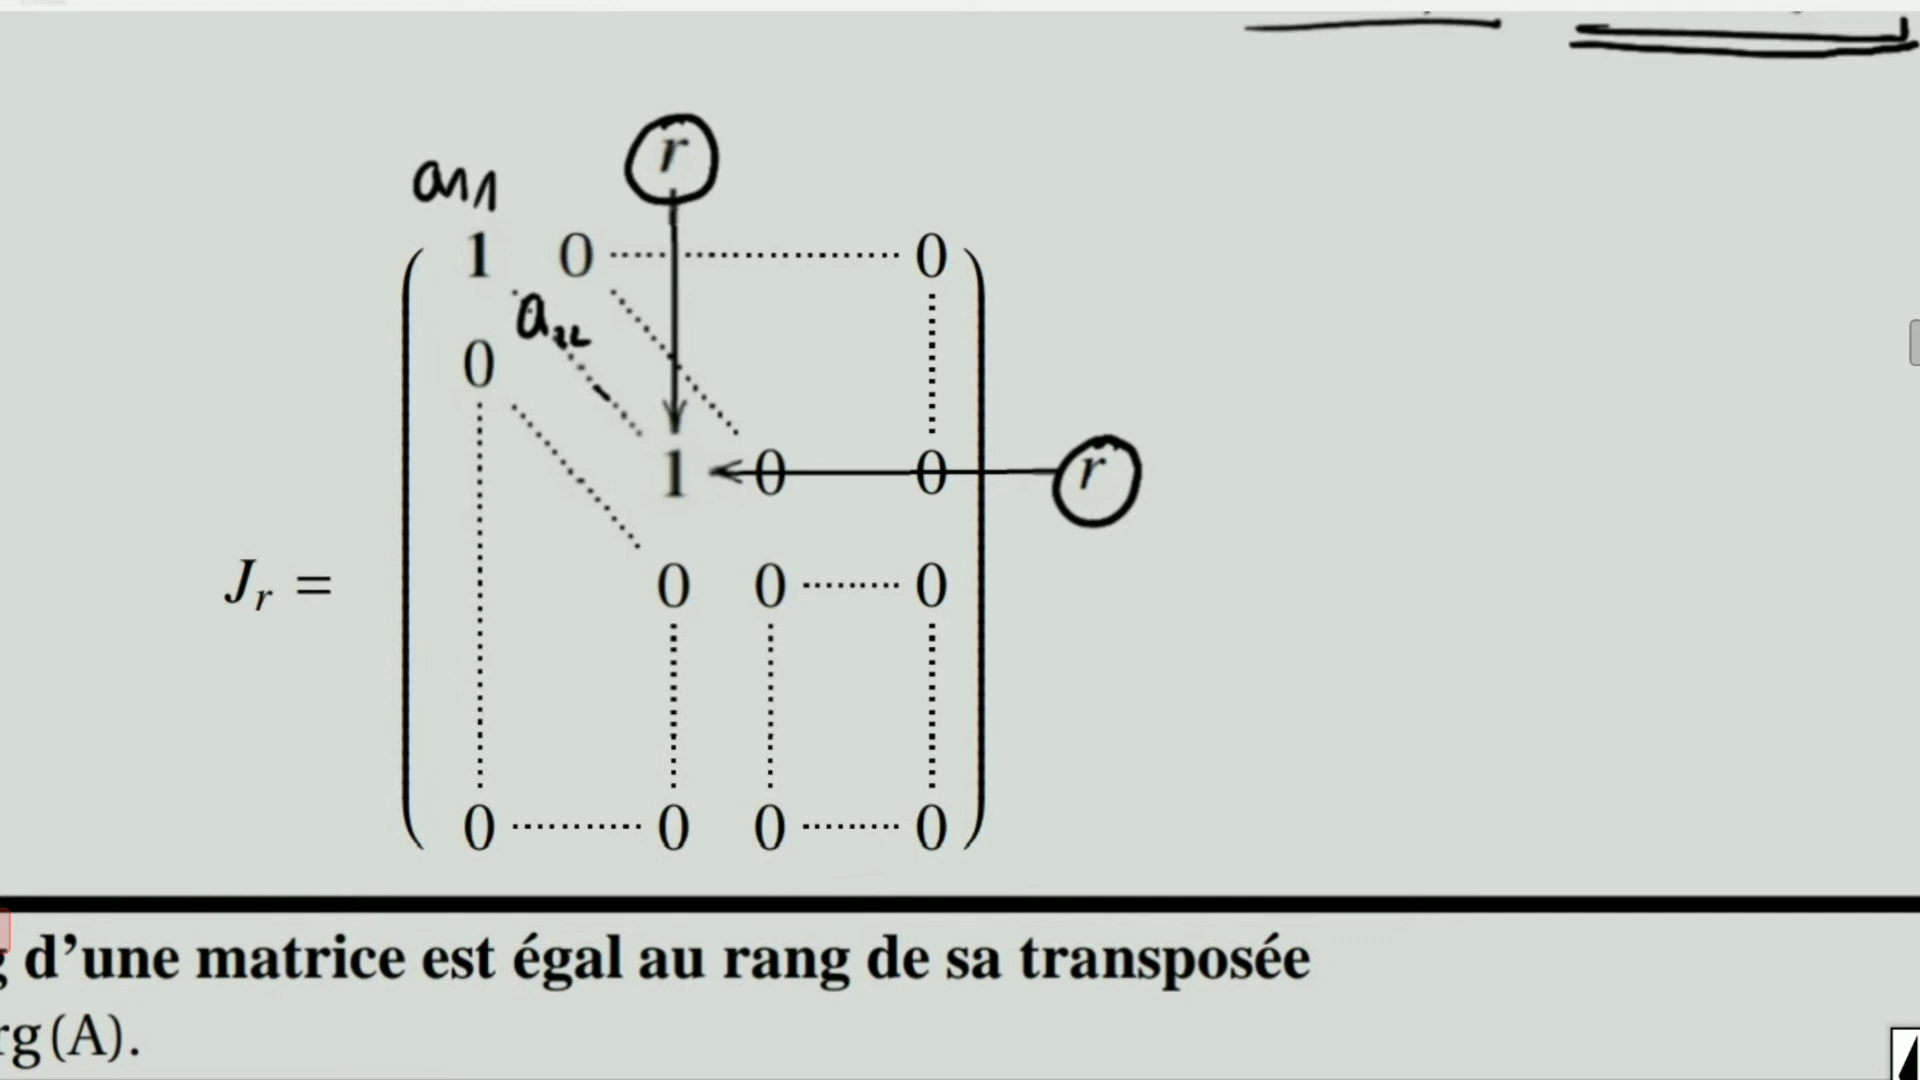 r
a11
1 0 0
a22
0
1 0 0 r
J_r =
0 0 0
0 0 0 0
d’une matrice est égal au rang de sa transposée
rg(A).